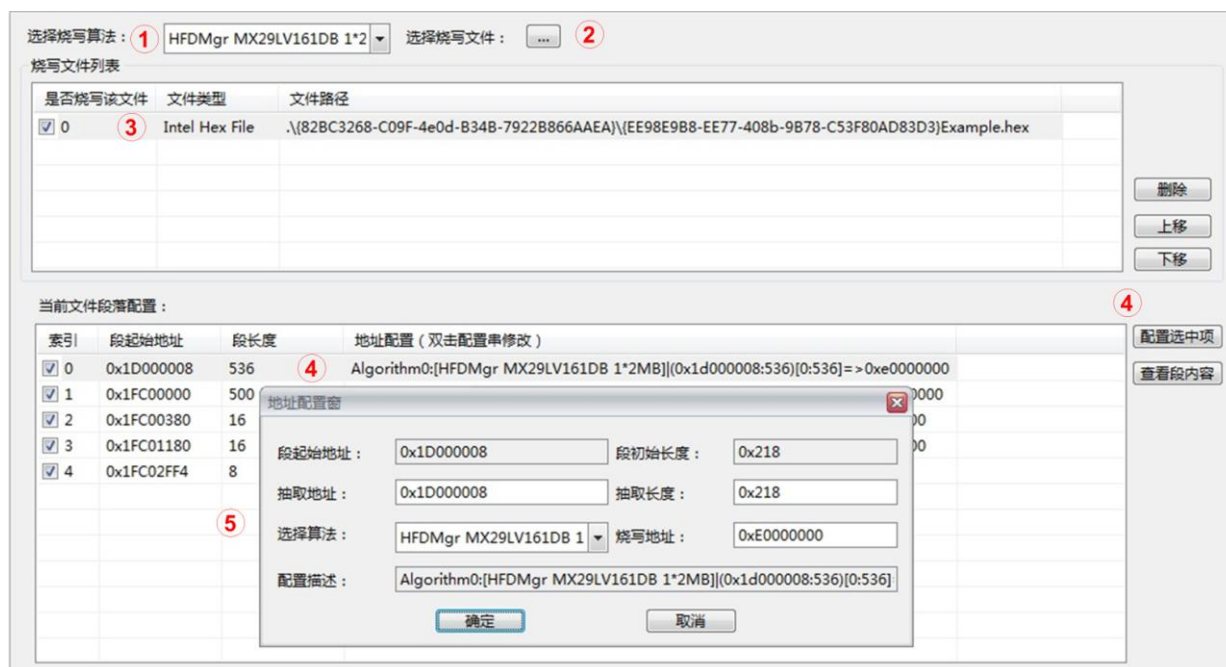 选择烧写算法： ① HFDMgr MX29LV161DB 1*2 选择烧写文件： ... ②
烧写文件列表
是否烧写该文件 文件类型 文件路径
0 ③ Intel Hex File .\{82BC3268-C09F-4e0d-B34B-7922B866AAEA}\{EE98E9B8-EE77-408b-9B78-C53F80AD83D3}Example.hex
删除
上移
下移
当前文件段落配置： ④
索引 段起始地址 段长度 地址配置（双击配置串修改） 配置选中项
0 0x1D000008 536 ④ Algorithm0:[HFDMgr MX29LV161DB 1*2MB]|(0x1d000008:536)[0:536]=>0xe0000000 查看段内容
1 0x1FC00000 500 地址配置窗 0000
2 0x1FC00380 16 00
3 0x1FC01180 16 00
4 0x1FC02FF4 8
段起始地址： 0x1D000008 段初始长度： 0x218
抽取地址： 0x1D000008 抽取长度： 0x218
⑤ 选择算法： HFDMgr MX29LV161DB 1 烧写地址： 0xE0000000
配置描述： Algorithm0:[HFDMgr MX29LV161DB 1*2MB]|(0x1d000008:536)[0:536]
确定 取消